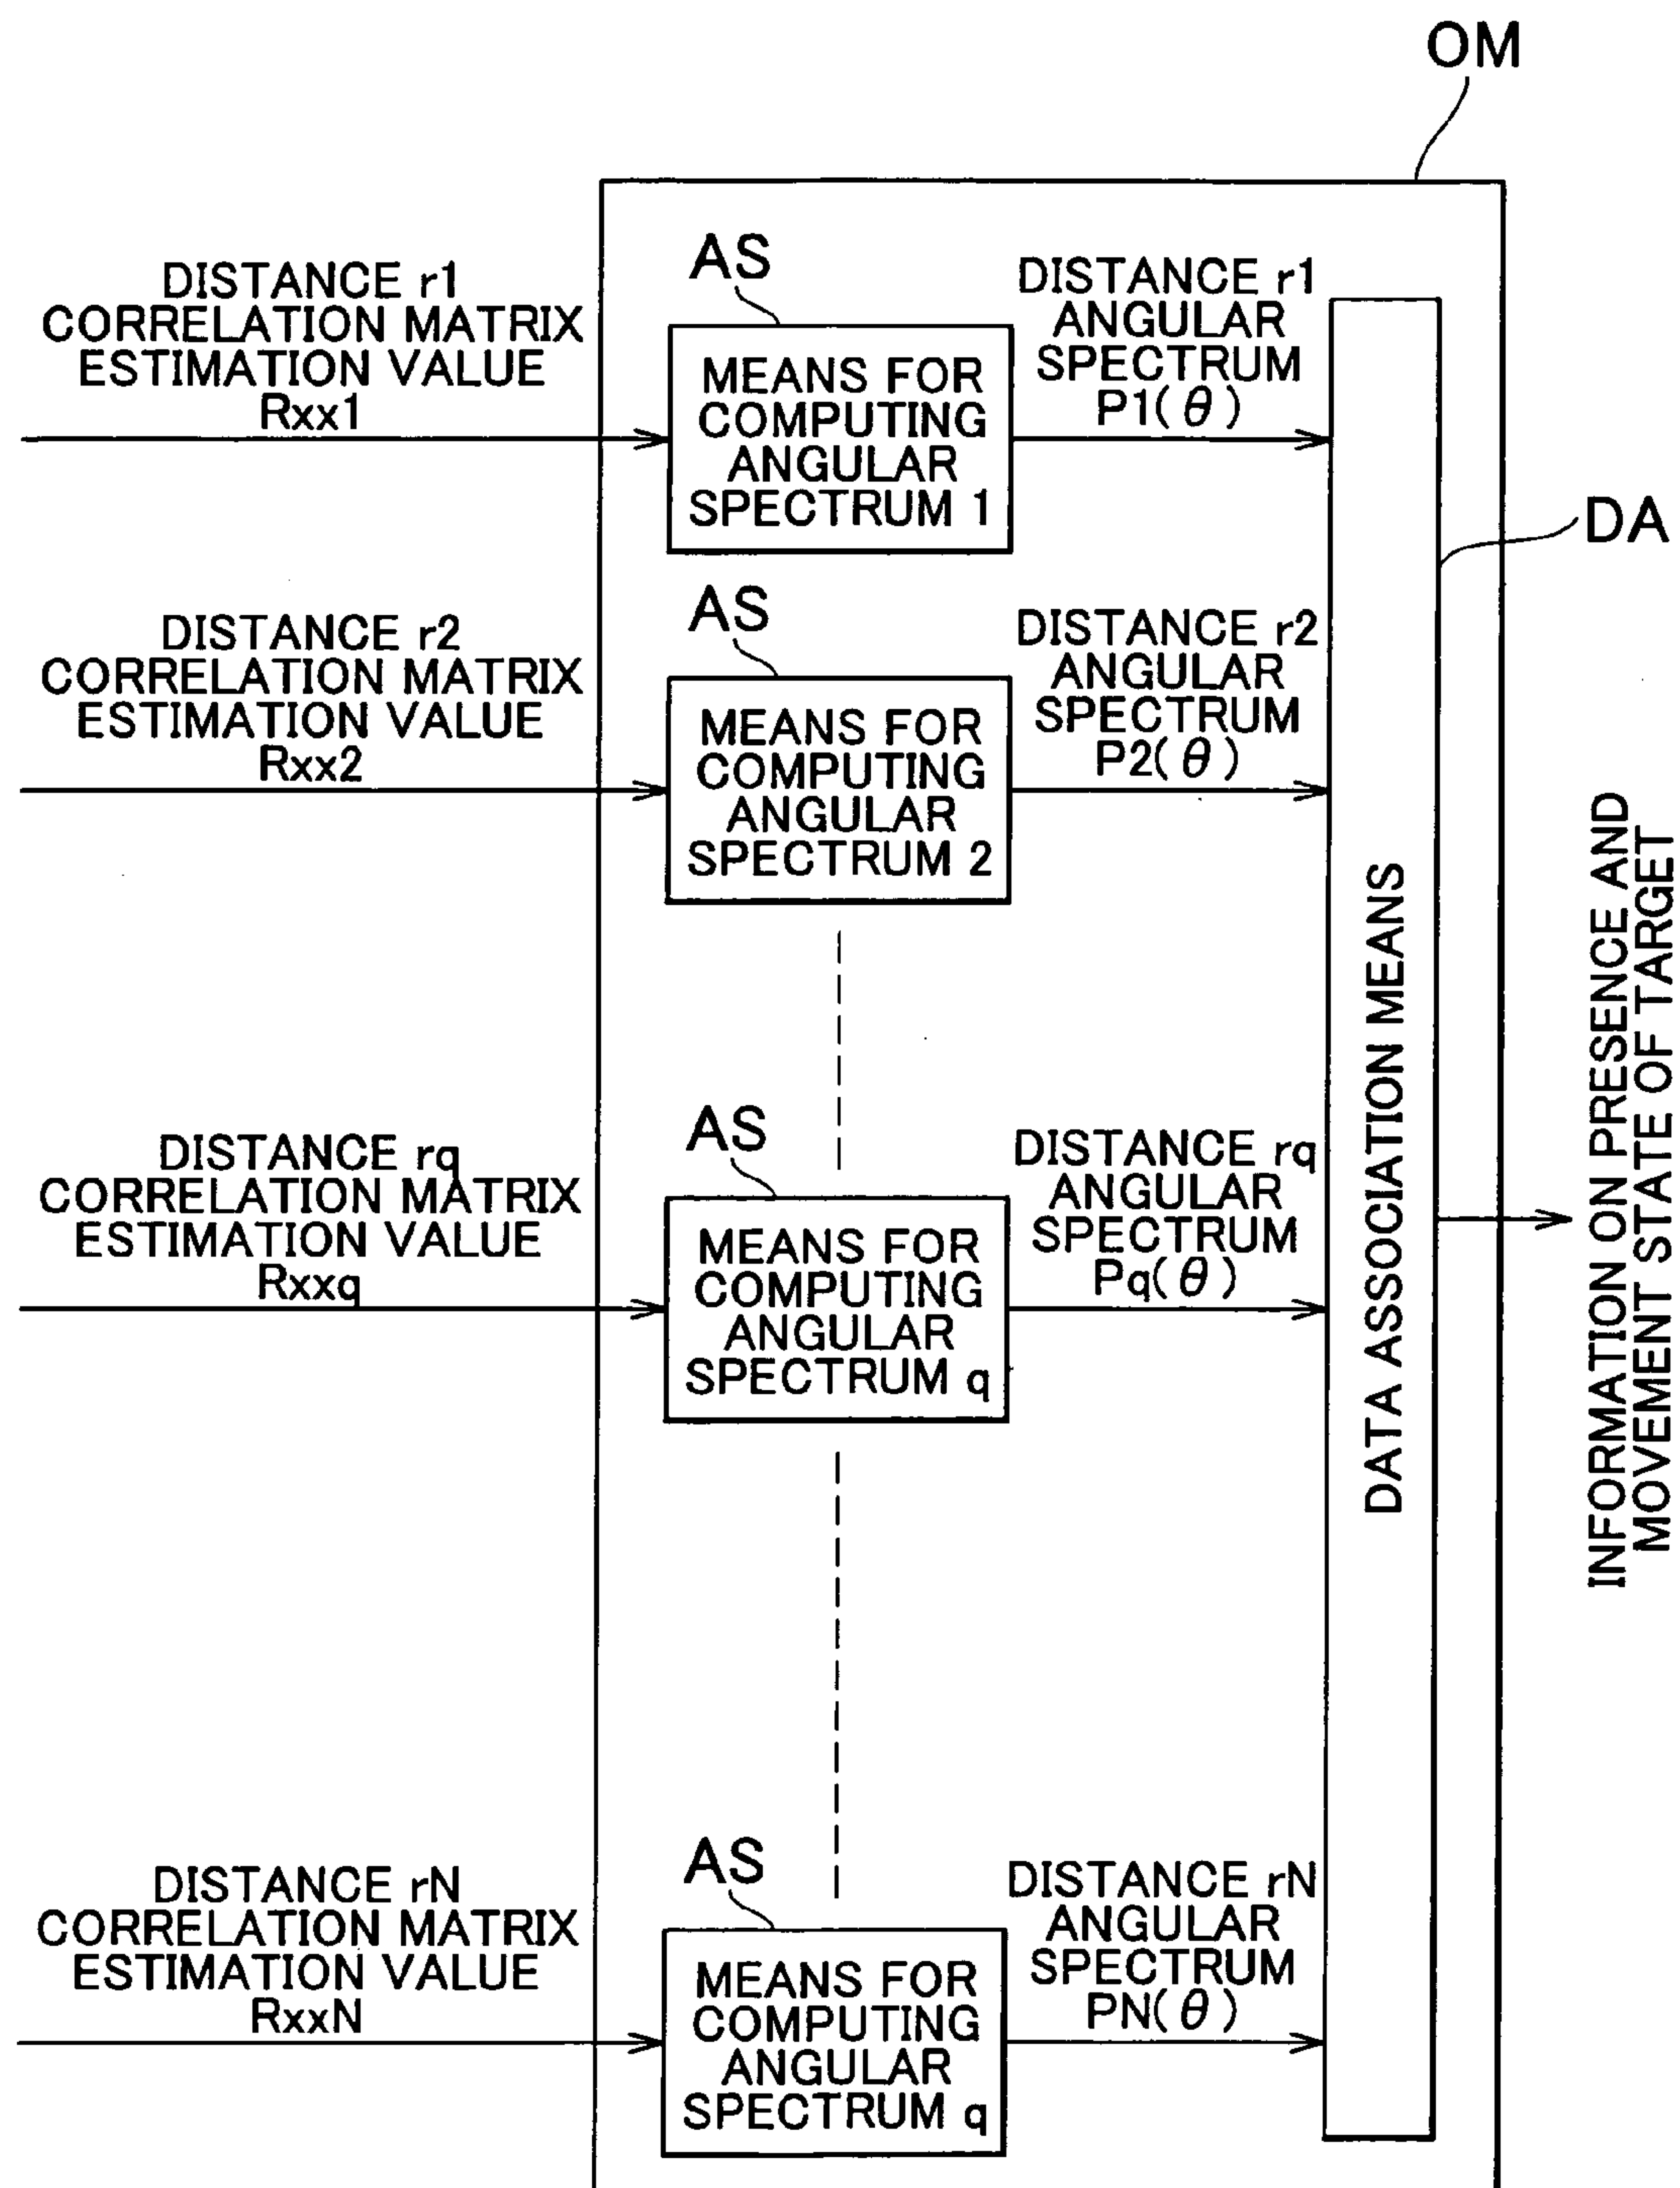 OM
AS
DISTANCE r1
CORRELATION MATRIX
ESTIMATION VALUE
Rxx1
MEANS FOR
COMPUTING
ANGULAR
SPECTRUM 1
DISTANCE r1
ANGULAR
SPECTRUM
P1(θ)
DA
AS
DISTANCE r2
CORRELATION MATRIX
ESTIMATION VALUE
Rxx2
MEANS FOR
COMPUTING
ANGULAR
SPECTRUM 2
DISTANCE r2
ANGULAR
SPECTRUM
P2(θ)
AS
DISTANCE rq
CORRELATION MATRIX
ESTIMATION VALUE
Rxxq
MEANS FOR
COMPUTING
ANGULAR
SPECTRUM q
DISTANCE rq
ANGULAR
SPECTRUM
Pq(θ)
AS
DISTANCE rN
CORRELATION MATRIX
ESTIMATION VALUE
RxxN
MEANS FOR
COMPUTING
ANGULAR
SPECTRUM q
DISTANCE rN
ANGULAR
SPECTRUM
PN(θ)
DATA ASSOCIATION MEANS
INFORMATION ON PRESENCE AND
MOVEMENT STATE OF TARGET